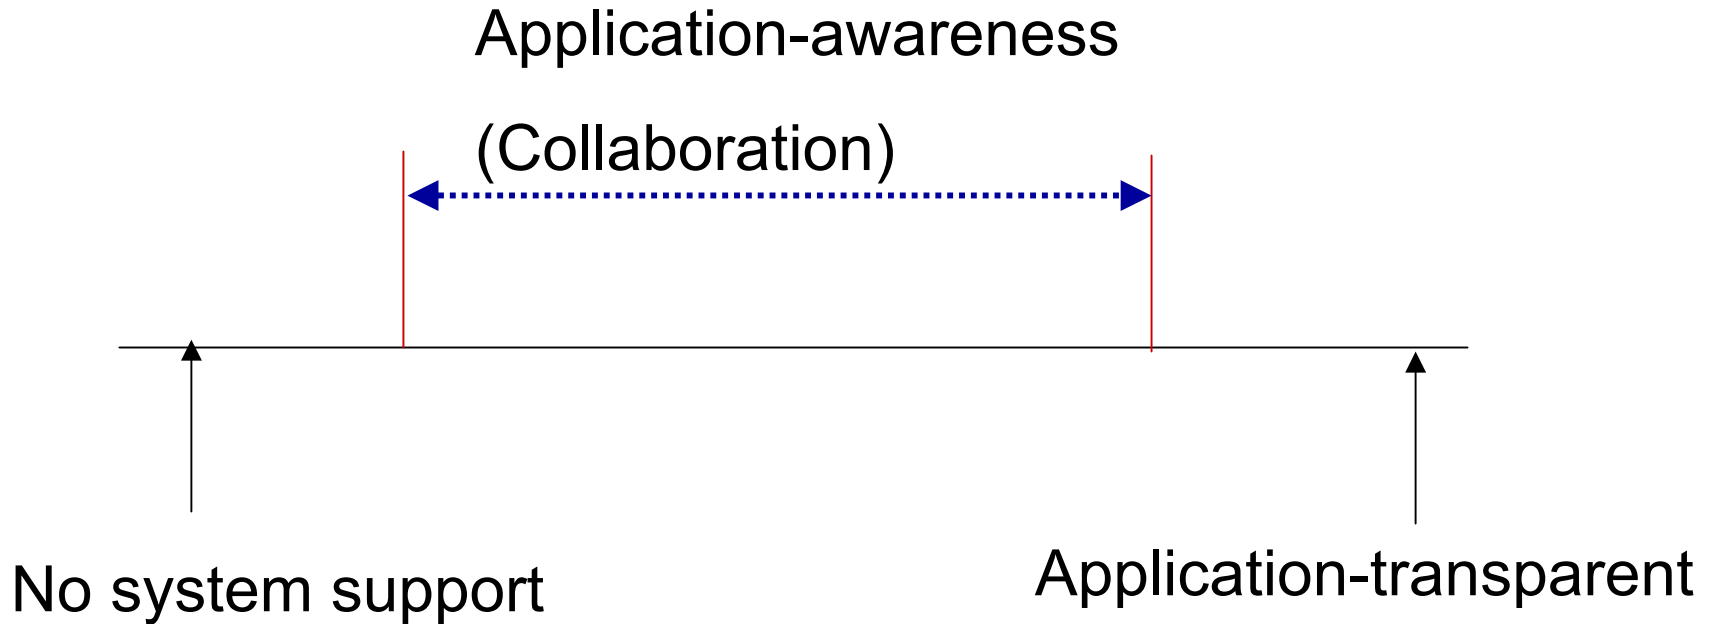 Application-awareness
(Collaboration)
No system support
Application-transparent